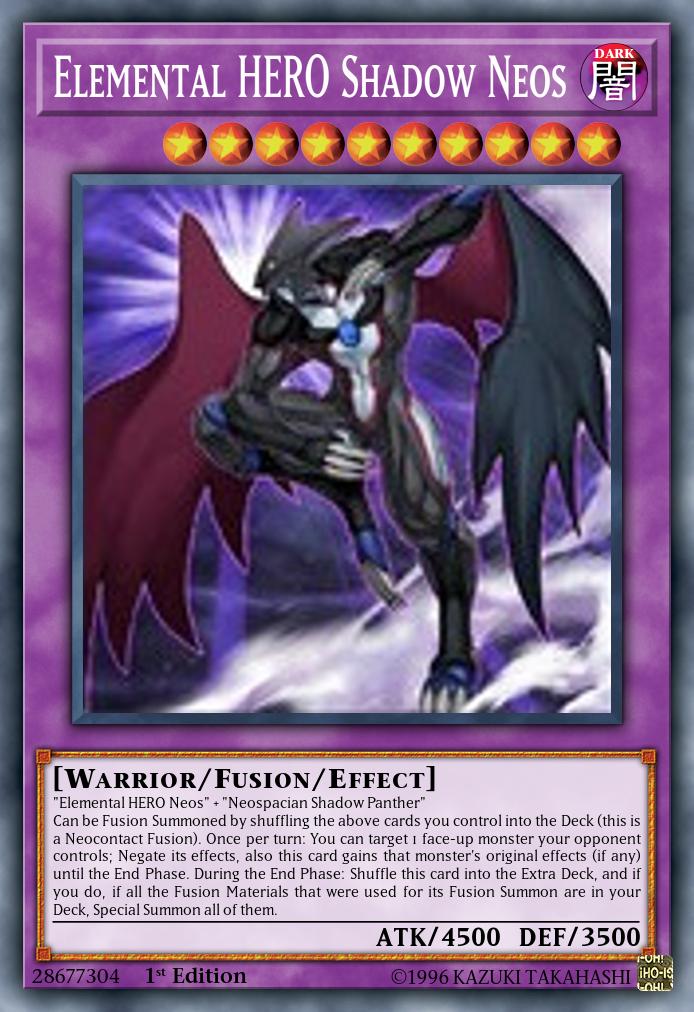 ELEMENTAL HERO SHADOW NEOS
DARK
闇
[WARRIOR/FUSION/EFFECT]
"Elemental HERO Neos" + "Neospacian Shadow Panther"
Can be Fusion Summoned by shuffling the above cards you control into the Deck (this is
a Neocontact Fusion). Once per turn: You can target 1 face-up monster your opponent
controls; Negate its effects, also this card gains that monster's original effects (if any)
until the End Phase. During the End Phase: Shuffle this card into the Extra Deck, and if
you do, if all the Fusion Materials that were used for its Fusion Summon are in your
Deck, Special Summon all of them.
ATK/4500 DEF/3500
28677304 1st Edition ©1996 KAZUKI TAKAHASHI